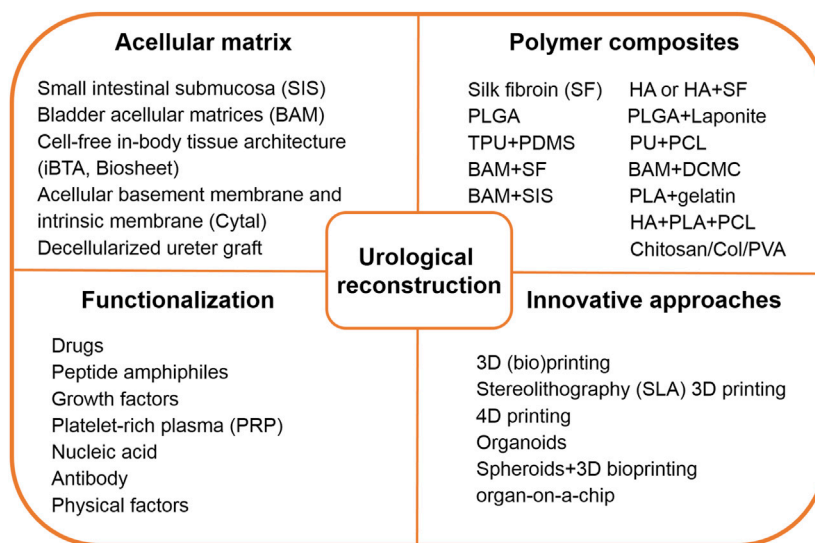 Acellular matrix
Small intestinal submucosa (SIS)
Bladder acellular matrices (BAM)
Cell-free in-body tissue architecture
(iBTA, Biosheet)
Acellular basement membrane and
intrinsic membrane (Cytal)
Decellularized ureter graft
Polymer composites
Silk fibroin (SF)
PLGA
TPU+PDMS
BAM+SF
BAM+SIS
HA or HA+SF
PLGA+Laponite
PU+PCL
BAM+DCMC
PLA+gelatin
HA+PLA+PCL
Chitosan/Col/PVA
Urological
reconstruction
Functionalization
Drugs
Peptide amphiphiles
Growth factors
Platelet-rich plasma (PRP)
Nucleic acid
Antibody
Physical factors
Innovative approaches
3D (bio)printing
Stereolithography (SLA) 3D printing
4D printing
Organoids
Spheroids+3D bioprinting
organ-on-a-chip